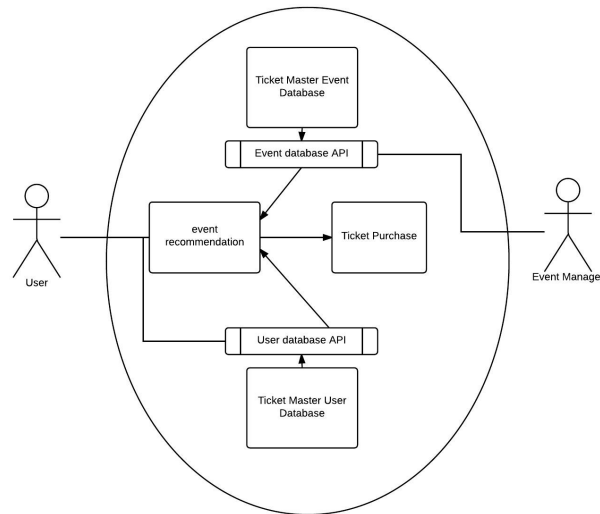 Ticket Master Event
Database
Event database API
event
recommendation
Ticket Purchase
User
Event Manage
User database API
Ticket Master User
Database